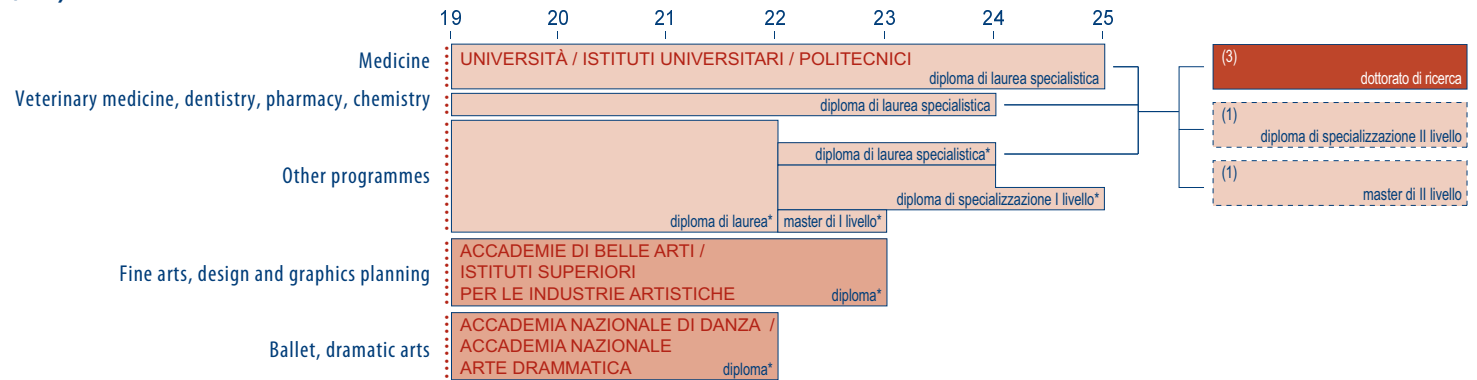 19 20 21 22 23 24 25
Medicine
UNIVERSITÀ / ISTITUTI UNIVERSITARI / POLITECNICI
diploma di laurea specialistica
(3)
dottorato di ricerca
Veterinary medicine, dentistry, pharmacy, chemistry
diploma di laurea specialistica
(1)
diploma di specializzazione II livello
Other programmes
diploma di laurea specialistica*
diploma di specializzazione I livello*
diploma di laurea*
master di I livello*
(1)
master di II livello
Fine arts, design and graphics planning
ACCADEMIE DI BELLE ARTI /
ISTITUTI SUPERIORI
PER LE INDUSTRIE ARTISTICHE
diploma*
Ballet, dramatic arts
ACCADEMIA NAZIONALE DI DANZA /
ACCADEMIA NAZIONALE
ARTE DRAMMATICA
diploma*